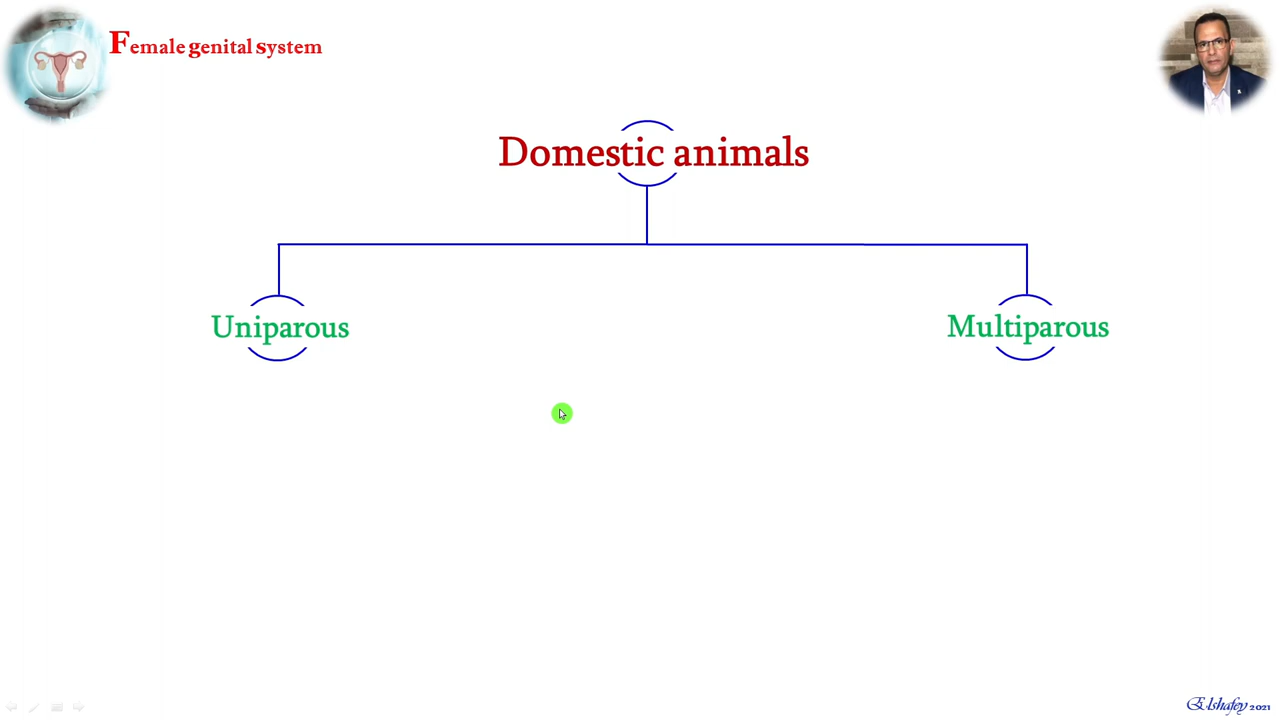 Female genital system
Domestic animals
Uniparous
Multiparous
Elshafey 2021